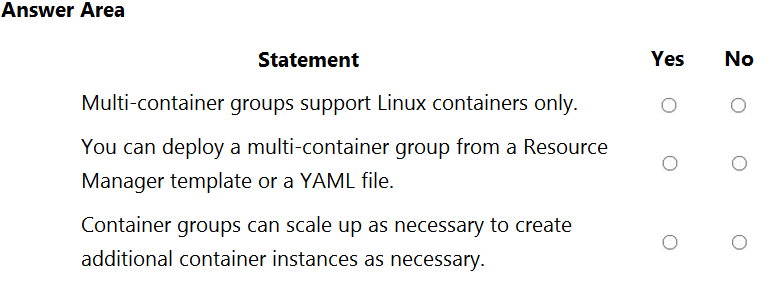 Answer Area
Statement Yes No
Multi-container groups support Linux containers only.
You can deploy a multi-container group from a Resource
Manager template or a YAML file.
Container groups can scale up as necessary to create
additional container instances as necessary.